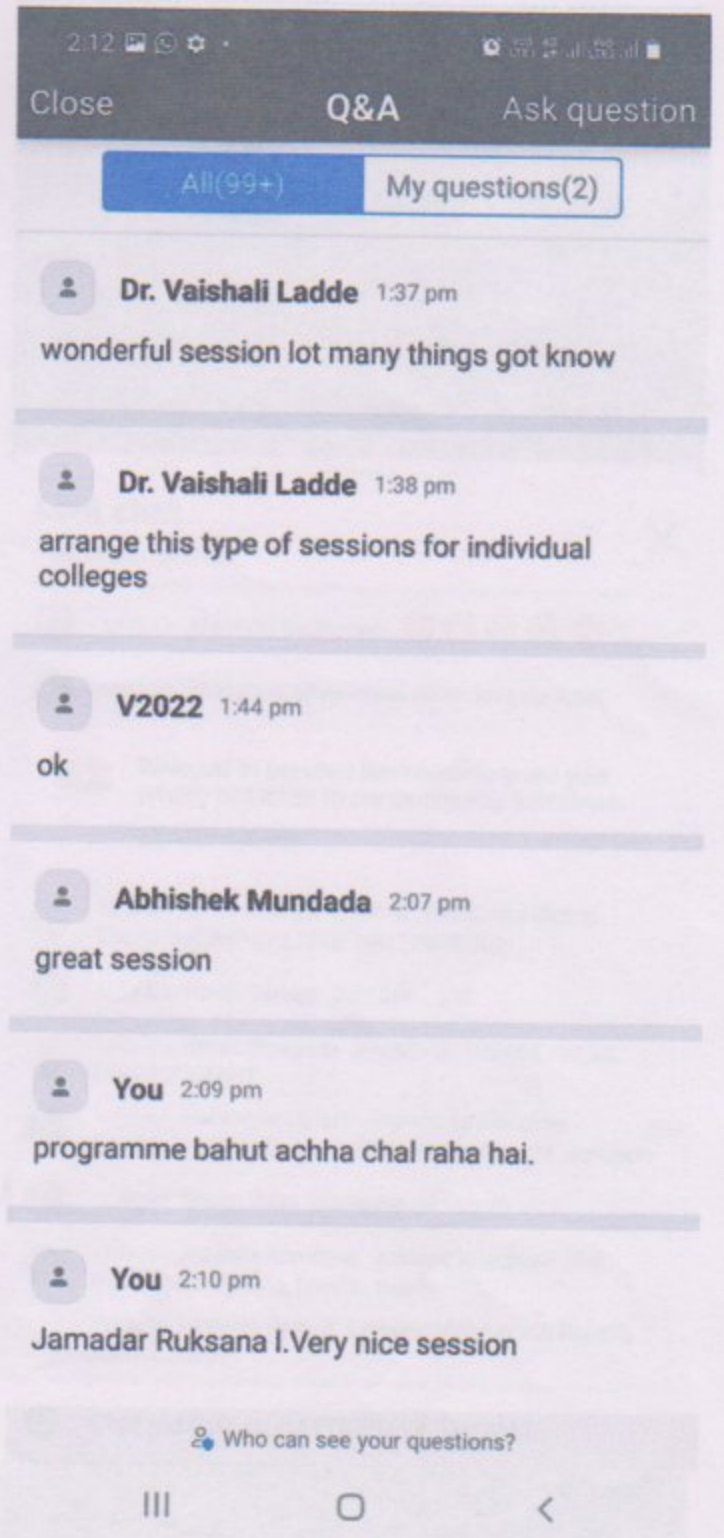 2:12
Close Q&A Ask question
All(99+) My questions(2)
Dr. Vaishali Ladde 1:37 pm
wonderful session lot many things got know
Dr. Vaishali Ladde 1:38 pm
arrange this type of sessions for individual
colleges
V2022 1:44 pm
ok
Abhishek Mundada 2:07 pm
great session
You 2:09 pm
programme bahut achha chal raha hai.
You 2:10 pm
Jamadar Ruksana I.Very nice session
Who can see your questions?